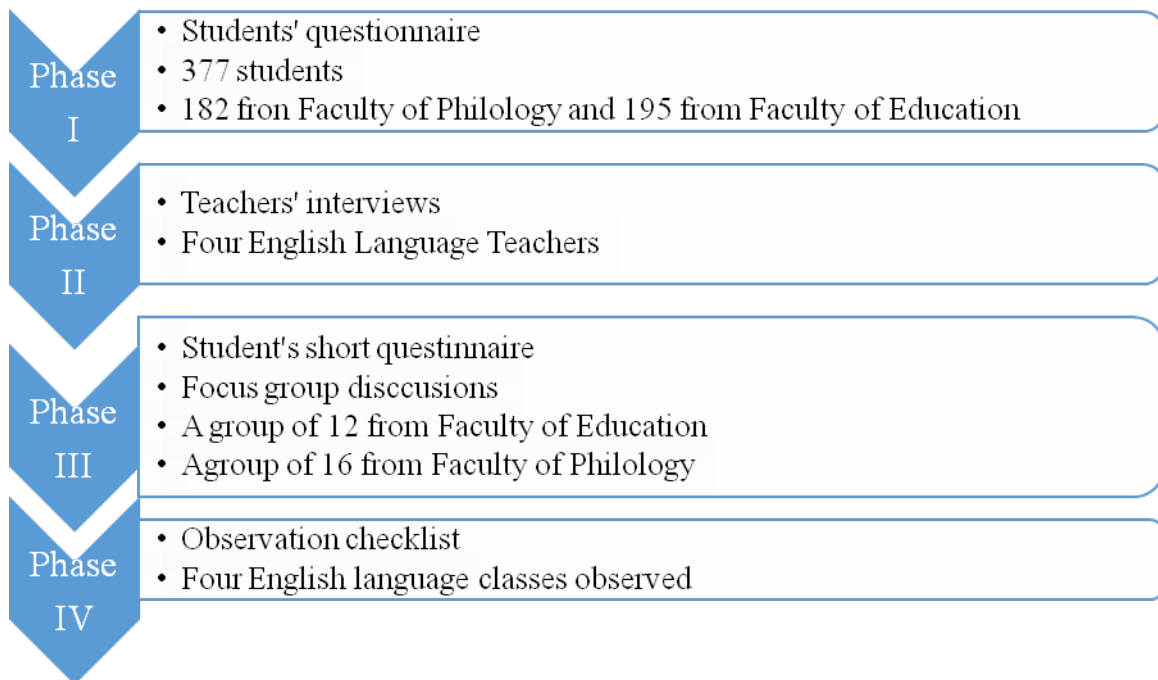 Phase
I
• Students' questionnaire
• 377 students
• 182 fron Faculty of Philology and 195 from Faculty of Education
Phase
II
• Teachers' interviews
• Four English Language Teachers
Phase
III
• Student's short questinnaire
• Focus group disccusions
• A group of 12 from Faculty of Education
• Agroup of 16 from Faculty of Philology
Phase
IV
• Observation checklist
• Four English language classes observed